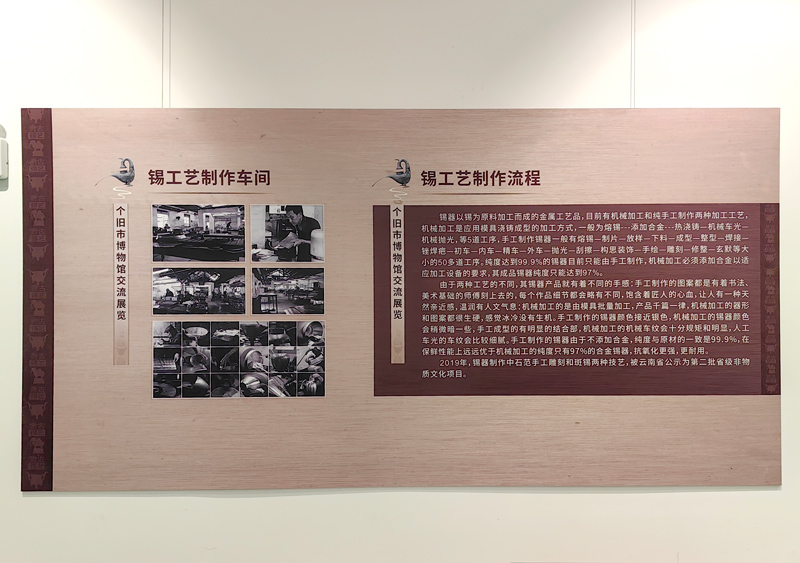 锡工艺制作车间
个旧市博物馆交流展览
锡工艺制作流程
个旧市博物馆交流展览
锡器以锡为原料加工而成的金属工艺品,目前有机械加工和纯手工制作两种加工工艺,
机械加工是应用模具浇铸成型的加工方式,一般为熔锡---添加合金---热浇铸—机械车光—
机械抛光,等5道工序,手工制作锡器一般有熔锡—制片—放样—下料—成型—整型—焊接—
锉焊疤—初车—内车—精车—外车—抛光—刮擦—构思装饰—手绘—雕刻—修整—玄默等大
小的50多道工序,纯度达到99.9%的锡器目前只能由手工制作,机械加工必须添加合金以适
应加工设备的要求,其成品锡器纯度只能达到97%。
由于两种工艺的不同,其锡器产品就有着不同的手感:手工制作的图案都是有着书法、
美术基础的师傅刻上去的,每个作品细节都会略有不同,饱含着匠人的心血,让人有一种天
然亲近感,温润有人文气息;机械加工的是由模具批量加工、产品千篇一律,机械加工的器形
和图案都很生硬,感觉冰冷没有生机。手工制作的锡器颜色接近银色,机械加工的锡器颜色
会稍微暗一些,手工成型的有明显的结合部,机械加工的机械车纹会十分规矩和明显,人工
车光的车纹会比较细腻。手工制作的锡器由于不添加合金,纯度与原材的一致是99.9%,在
保鲜性能上远远优于机械加工的纯度只有97%的合金锡器,抗氧化更强,更耐用。
2019年,锡器制作中石范手工雕刻和斑锡两种技艺,被云南省公示为第二批省级非物
质文化项目。